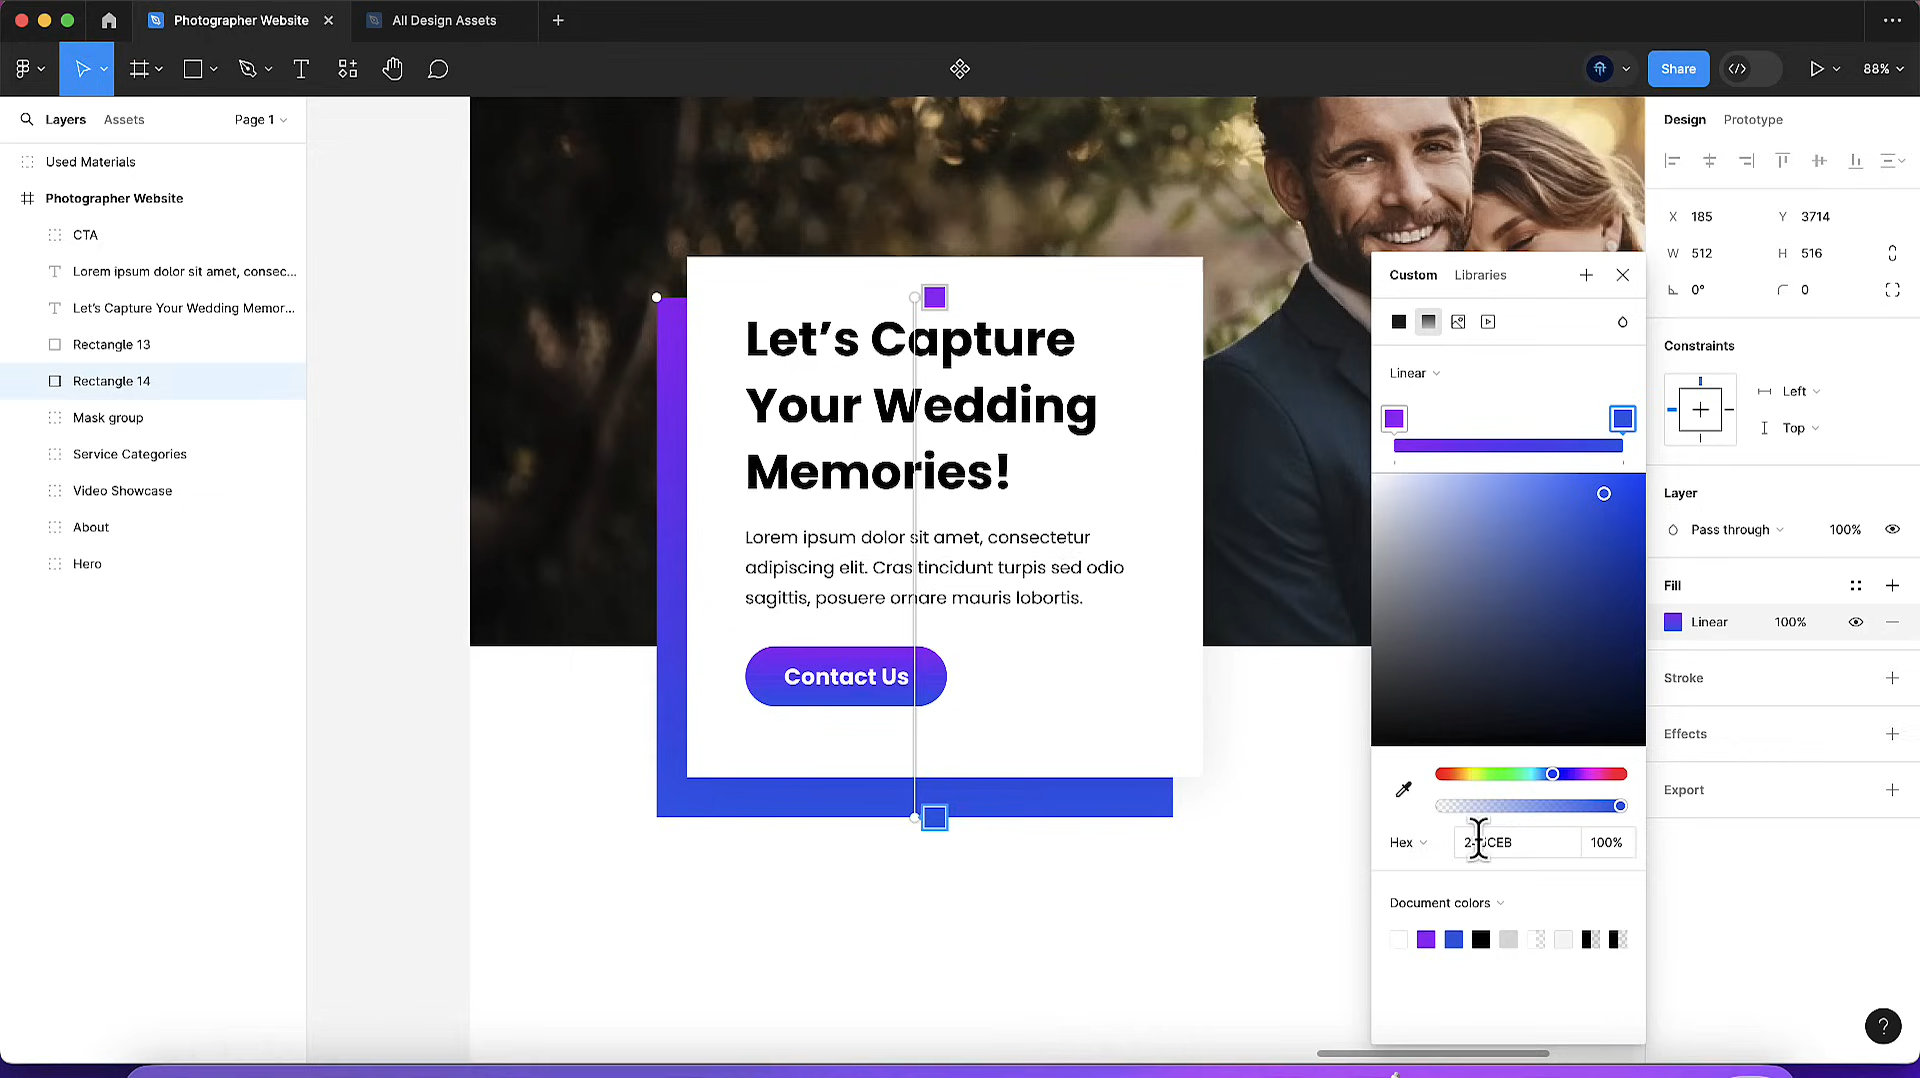 Photographer Website
All Design Assets
Share
88%
Layers
Assets
Page 1
Used Materials
Photographer Website
CTA
Lorem ipsum dolor sit amet, consec...
Let’s Capture Your Wedding Memor...
Rectangle 13
Rectangle 14
Mask group
Service Categories
Video Showcase
About
Hero
Let’s Capture
Your Wedding
Memories!
Lorem ipsum dolor sit amet, consectetur
adipiscing elit. Cras tincidunt turpis sed odio
sagittis, posuere ornare mauris lobortis.
Contact Us
Custom
Libraries
Linear
Hex
100%
Document colors
Design
Prototype
X 185
Y 3714
W 512
H 516
0°
0
Constraints
Left
Top
Layer
Pass through
100%
Fill
Linear
100%
Stroke
Effects
Export
?